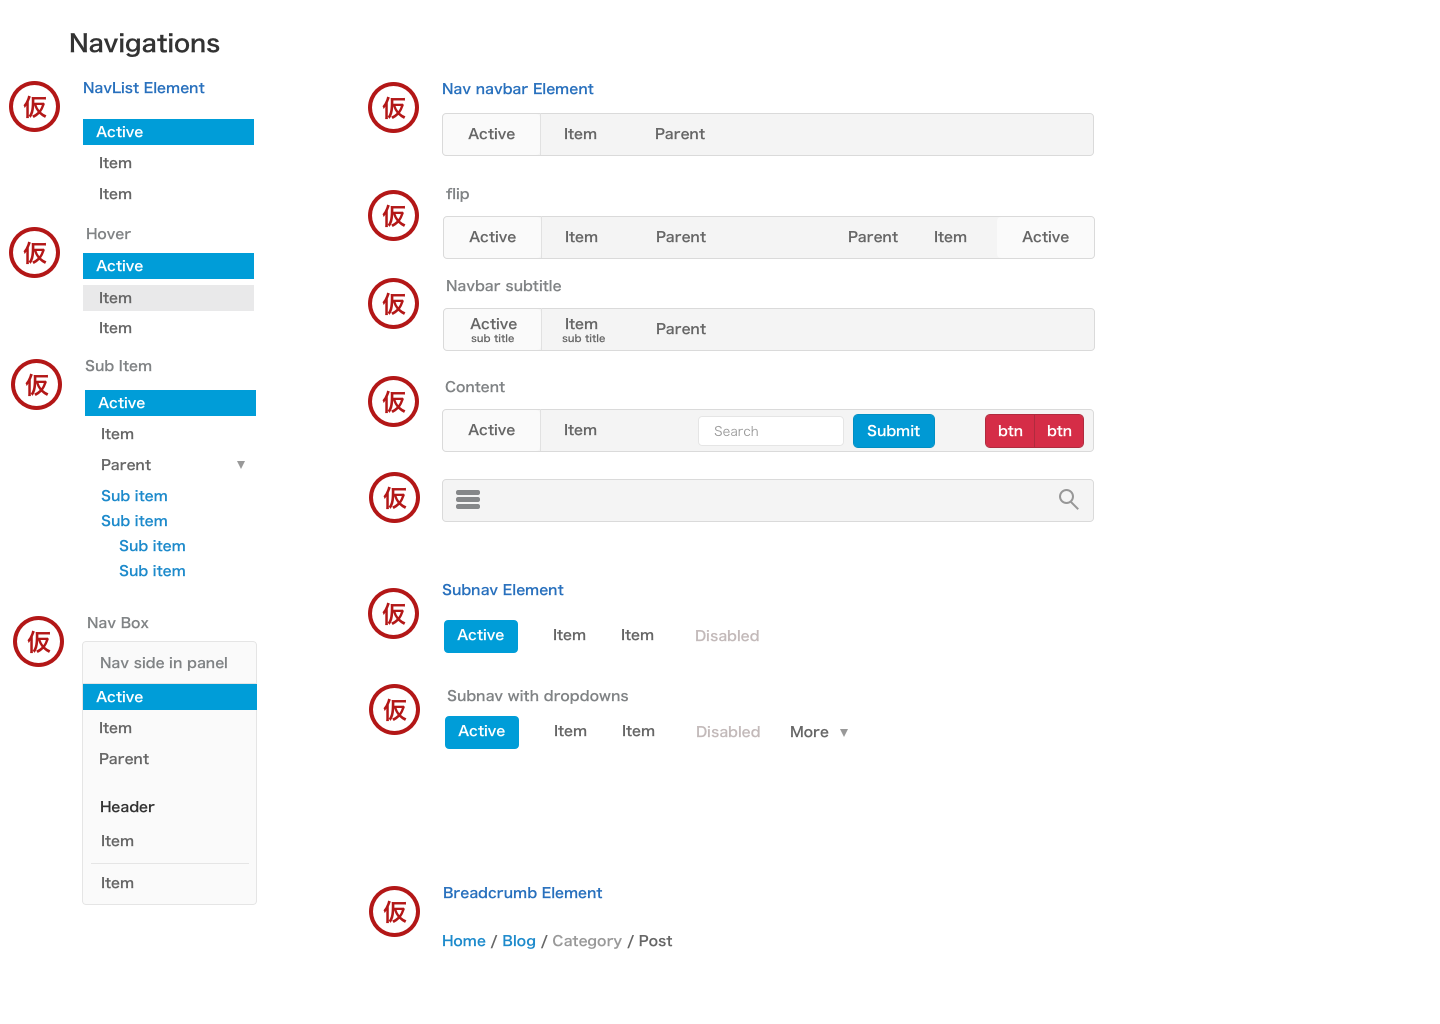 Navigations
仮
NavList Element
Active
Item
Item
仮
Hover
Active
Item
Item
仮
Sub Item
Active
Item
Parent ▼
Sub item
Sub item
Sub item
Sub item
仮
Nav Box
Nav side in panel
Active
Item
Parent
Header
Item
Item
仮
Nav navbar Element
Active Item Parent
仮
flip
Active Item Parent Parent Item Active
仮
Navbar subtitle
Active Item Parent
sub title sub title
仮
Content
Active Item Search Submit btn btn
仮
仮
Subnav Element
Active Item Item Disabled
仮
Subnav with dropdowns
Active Item Item Disabled More ▼
仮
Breadcrumb Element
Home / Blog / Category / Post